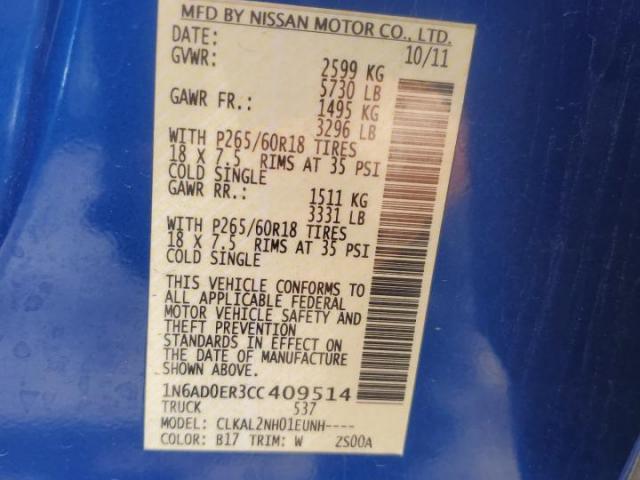 MFD BY NISSAN MOTOR CO., LTD.
DATE: 10/11
GVWR: 2599 KG
5730 LB
GAWR FR.: 1495 KG
3296 LB
WITH P265/60R18 TIRES
18 X 7.5 RIMS AT 35 PSI
COLD SINGLE
GAWR RR.: 1511 KG
3331 LB
WITH P265/60R18 TIRES
18 X 7.5 RIMS AT 35 PSI
COLD SINGLE
THIS VEHICLE CONFORMS TO
ALL APPLICABLE FEDERAL
MOTOR VEHICLE SAFETY AND
THEFT PREVENTION
STANDARDS IN EFFECT ON
THE DATE OF MANUFACTURE
SHOWN ABOVE.
1N6AD0ER3CC409514
TRUCK 537
MODEL: CLKAL2NH01EUNH----
COLOR: B17 TRIM: W 2S00A